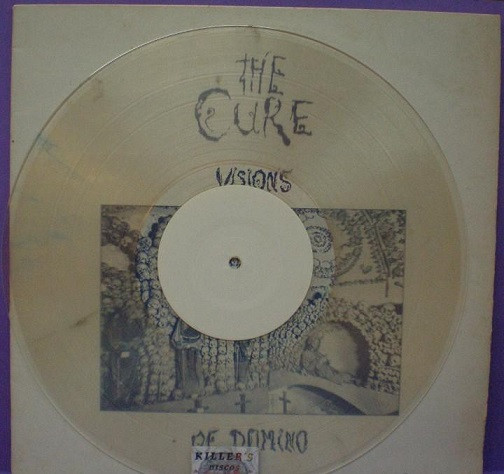 THE
CURE
VISIONS
OF DOMINO
KILLER'S
DISCOS